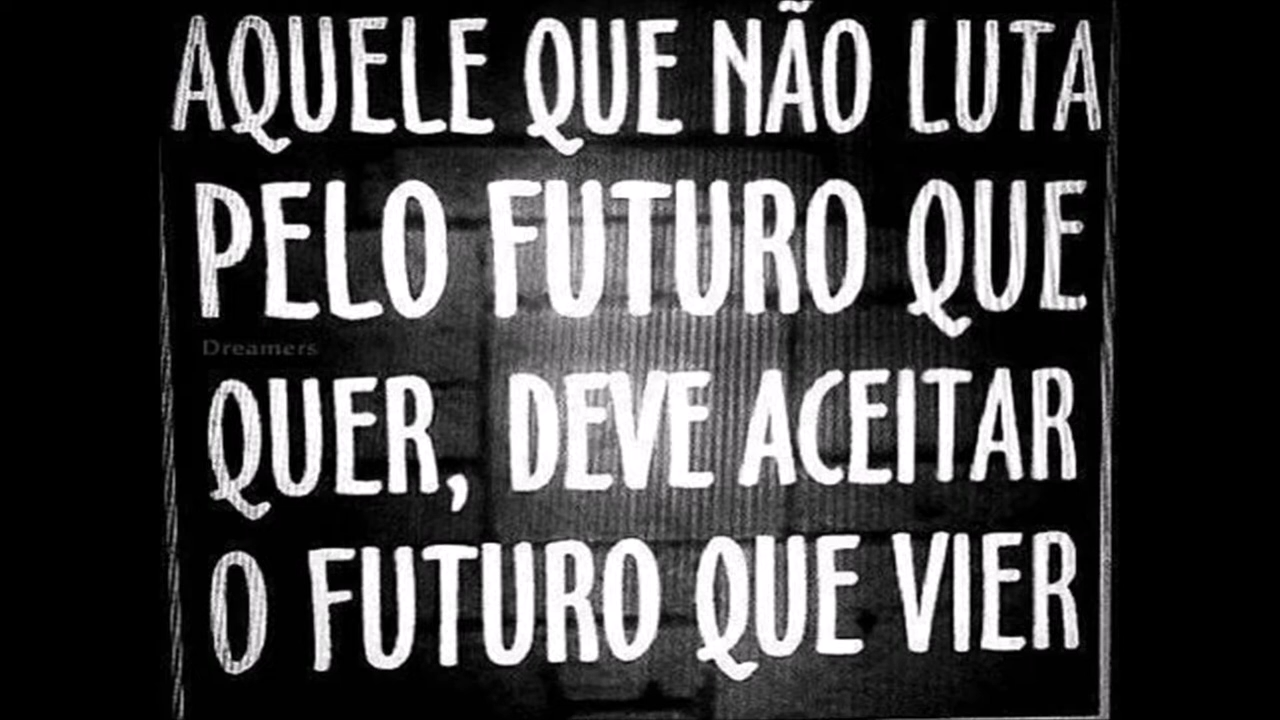 AQUELE QUE NÃO LUTA
PELO FUTURO QUE
Dreamers
QUER, DEVE ACEITAR
O FUTURO QUE VIER